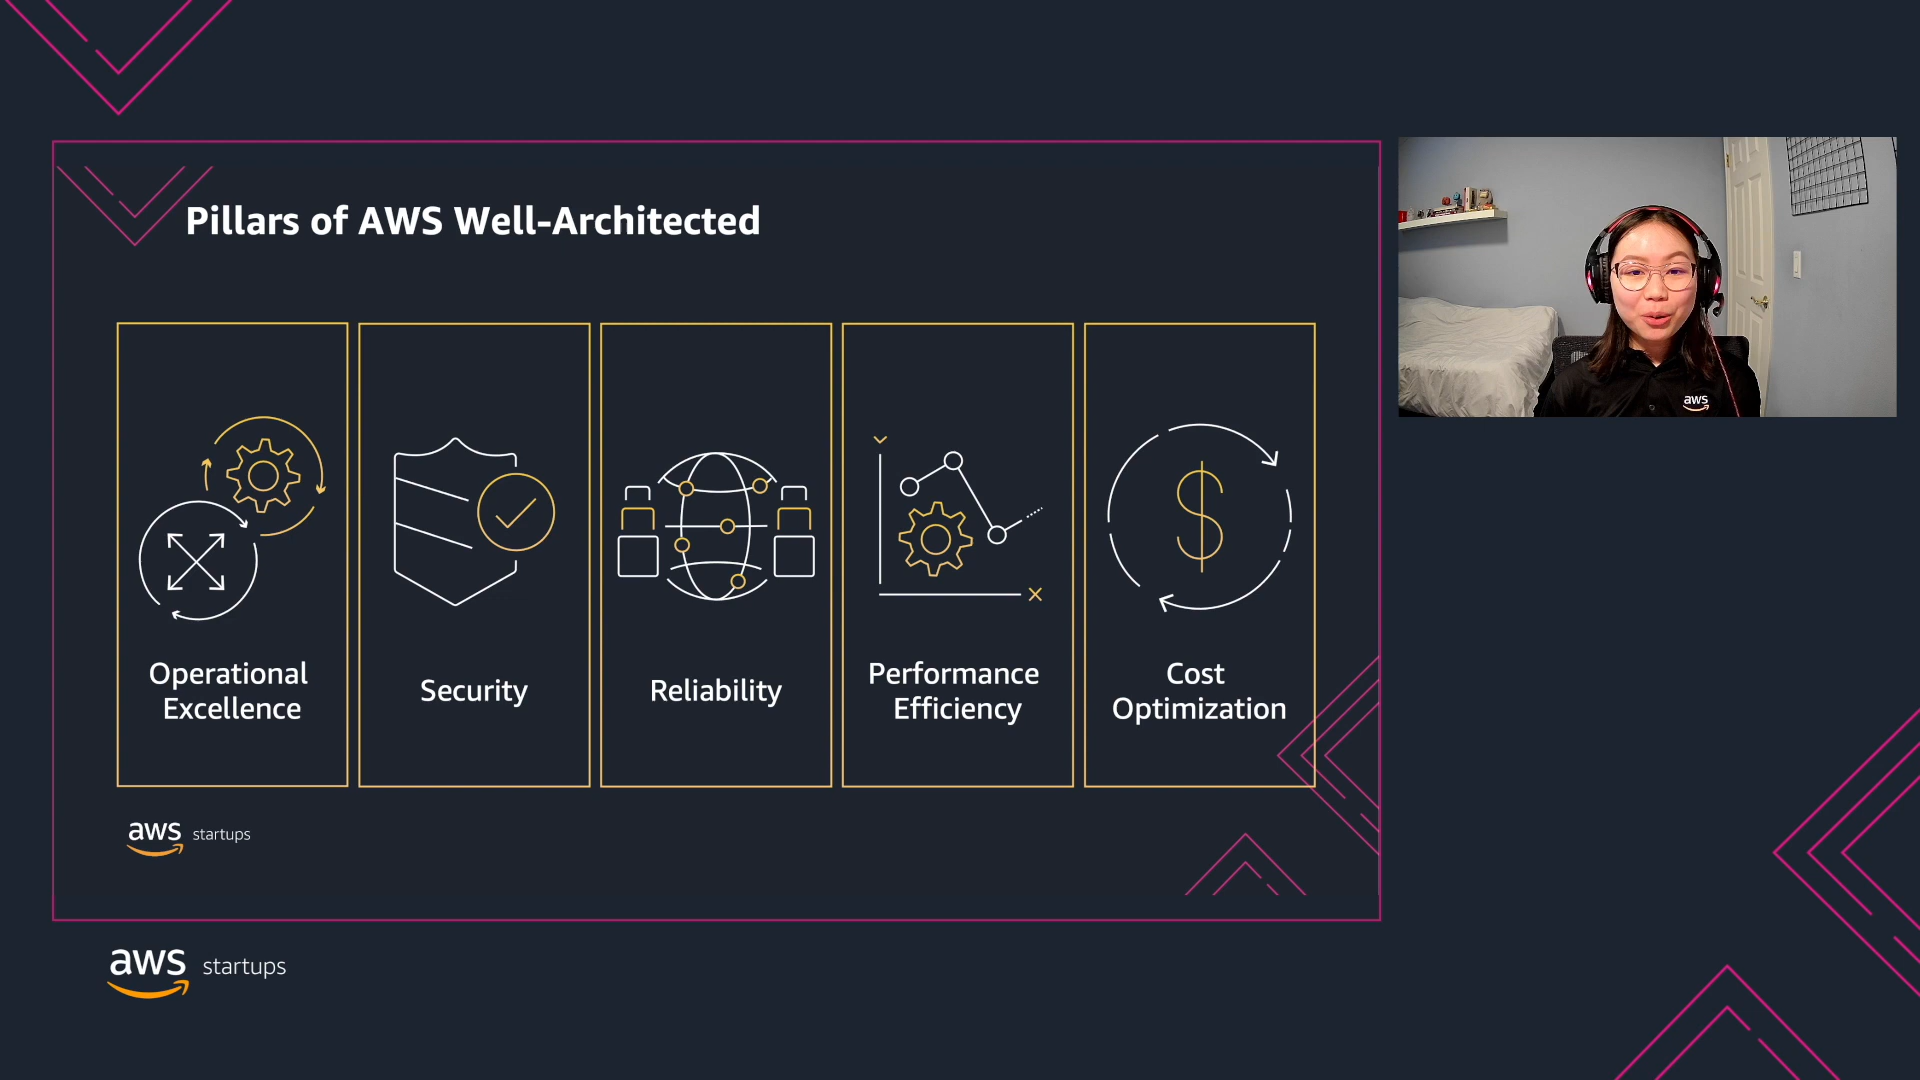 Pillars of AWS Well-Architected
Operational
Excellence
Security
Reliability
Performance
Efficiency
Cost
Optimization
aws startups
aws startups
aws